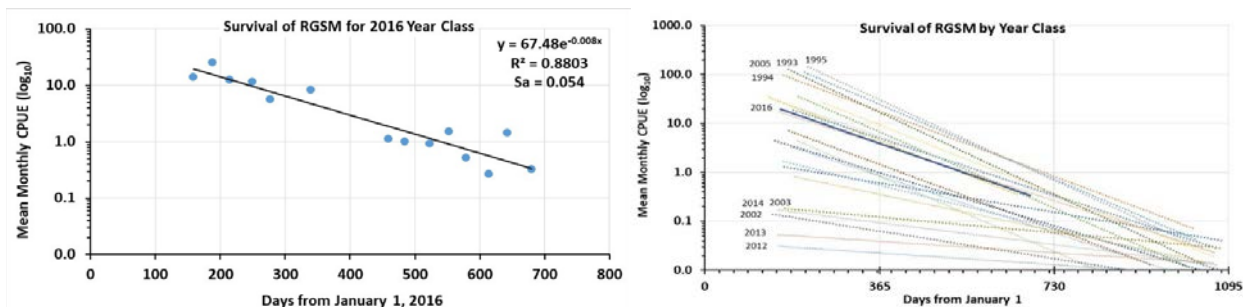 Survival of RGSM for 2016 Year Class
y = 67.48e^-0.008x
R² = 0.8803
Sa = 0.054
Mean Monthly CPUE (log10)
100.0
10.0
1.0
0.1
0.0
0 100 200 300 400 500 600 700 800
Days from January 1, 2016
Survival of RGSM by Year Class
Mean Monthly CPUE (log10)
1000.0
100.0
10.0
1.0
0.1
0.0
2005 1993 1995
1994
2016
2014 2003
2002
2013
2012
0 365 730 1095
Days from January 1